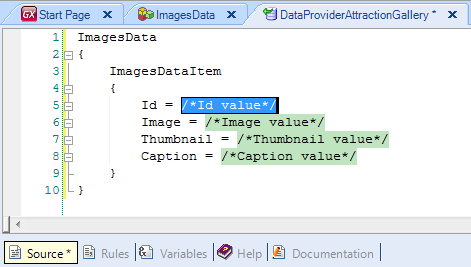 GX Start Page X ImagesData X DataProviderAttractionGallery * X
1 ImagesData
2 {
3 ImagesDataItem
4 {
5 Id = /*Id value*/
6 Image = /*Image value*/
7 Thumbnail = /*Thumbnail value*/
8 Caption = /*Caption value*/
9 }
10 }
Source * Rules Variables Help Documentation